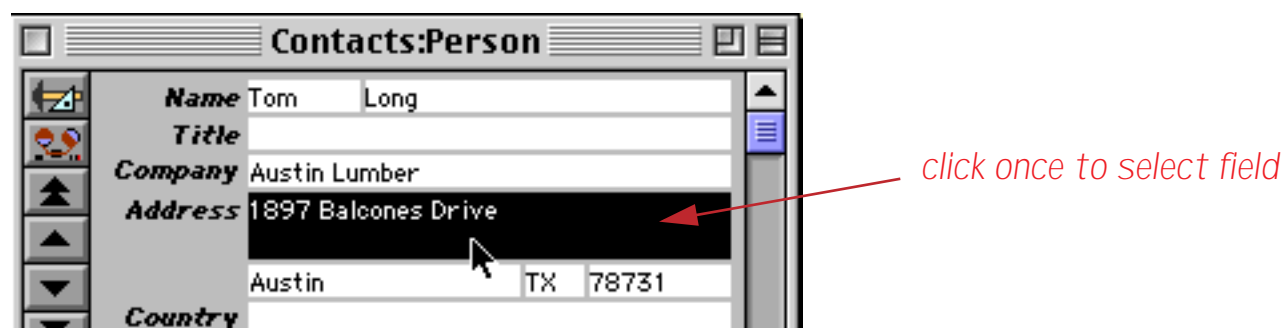 Contacts:Person
Name Tom Long
Title
Company Austin Lumber
click once to select field
Address 1897 Balcones Drive
Austin TX 78731
Country